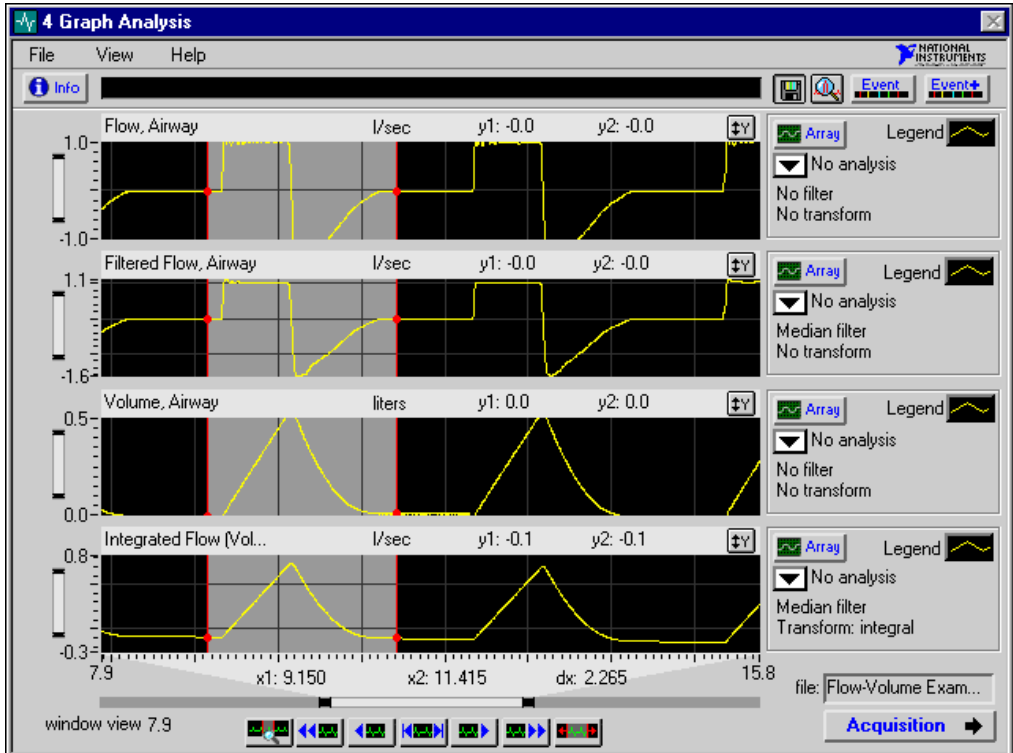 4 Graph Analysis
File View Help
NATIONAL INSTRUMENTS
Info
Event Event+
Flow, Airway l/sec y1: -0.0 y2: -0.0 Y
1.0
-1.0
Array Legend
No analysis
No filter
No transform
Filtered Flow, Airway l/sec y1: -0.0 y2: -0.0 Y
1.1
-1.6
Array Legend
No analysis
Median filter
No transform
Volume, Airway liters y1: 0.0 y2: 0.0 Y
0.5
0.0
Array Legend
No analysis
No filter
No transform
Integrated Flow (Vol... l/sec y1: -0.1 y2: -0.1 Y
0.8
-0.3
Array Legend
No analysis
Median filter
Transform: integral
7.9 x1: 9.150 x2: 11.415 dx: 2.265 15.8
file: Flow-Volume Exam...
window view 7.9
Acquisition